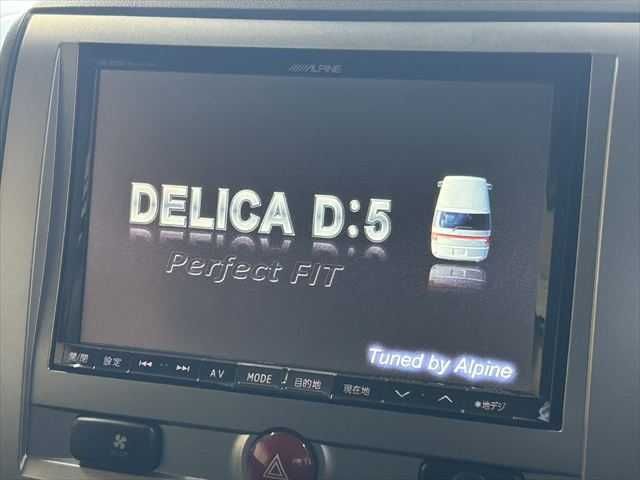 ALPINE
DELICA D:5
Perfect FIT
Tuned by Alpine
開/閉 設定 AV MODE 目的地 現在地 *地デジ